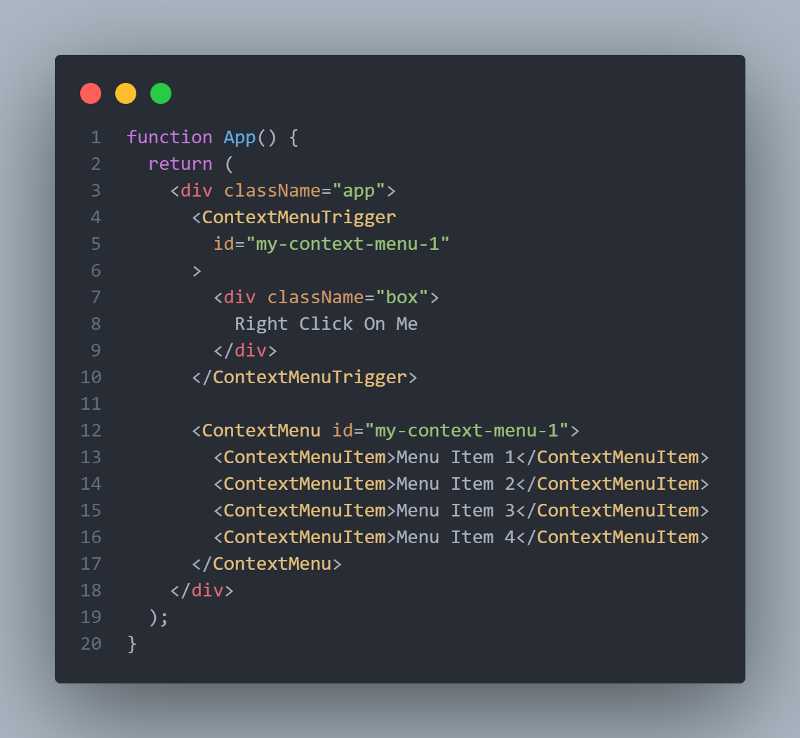 1 function App() {
2   return (
3     <div className="app">
4       <ContextMenuTrigger
5         id="my-context-menu-1"
6       >
7         <div className="box">
8           Right Click On Me
9         </div>
10       </ContextMenuTrigger>
11
12       <ContextMenu id="my-context-menu-1">
13         <ContextMenuItem>Menu Item 1</ContextMenuItem>
14         <ContextMenuItem>Menu Item 2</ContextMenuItem>
15         <ContextMenuItem>Menu Item 3</ContextMenuItem>
16         <ContextMenuItem>Menu Item 4</ContextMenuItem>
17       </ContextMenu>
18     </div>
19   );
20 }